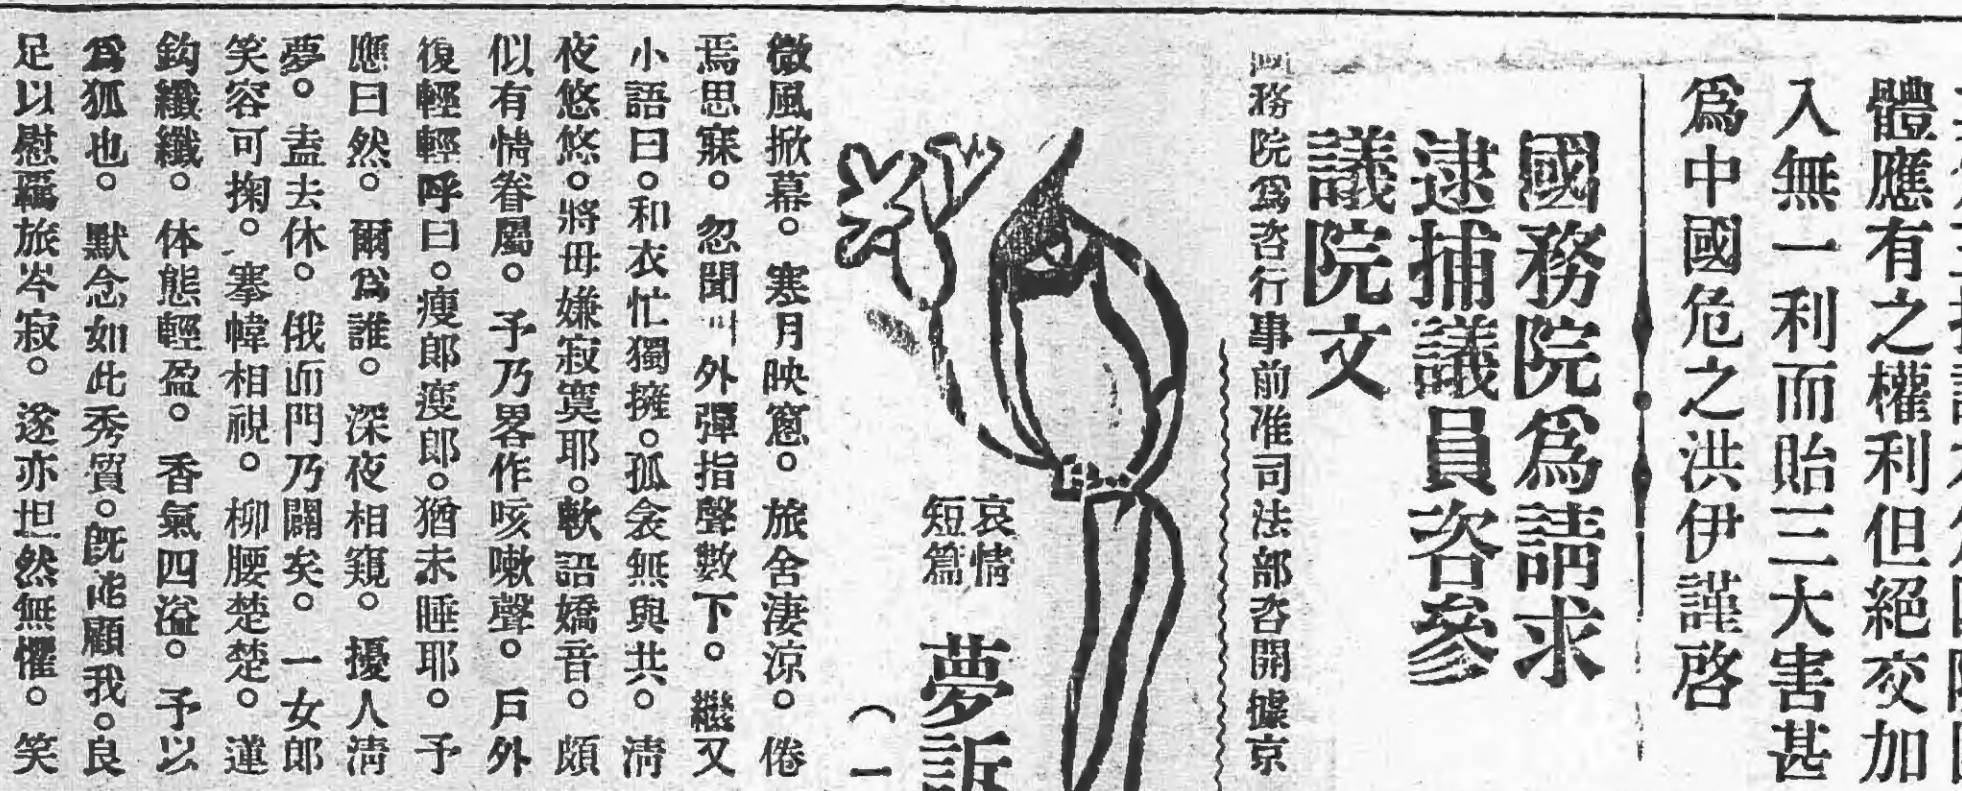 體應有之權利但絕交加
入無一利而貽三大害甚
爲中國危之洪伊謹啓
國務院爲請求
逮捕議員咨參
議院文
務院爲咨行事前准司法部咨開據京
哀情
短篇
夢訴
（一
微風掀幕。寒月映窻。旅舍淒凉。倦
焉思寐。忽聞外彈指聲數下。繼又
小語曰。和衣忙獨擁。孤衾無與共。淸
夜悠悠。將毋嫌寂寞耶。軟語嬌音。頗
似有情眷屬。予乃畧作咳嗽聲。戶外
復輕輕呼曰。瘦郎瘦郎。猶未睡耶。予
應曰然。爾爲誰。深夜相窺。擾人淸
夢。盍去休。俄而門乃闢矣。一女郎
笑容可掬。搴幃相視。柳腰楚楚。蓮
鈎纖纖。体態輕盈。香氣四溢。予以
爲狐也。默念如此秀質。既能顧我。良
足以慰羈旅岑寂。遂亦坦然無懼。笑